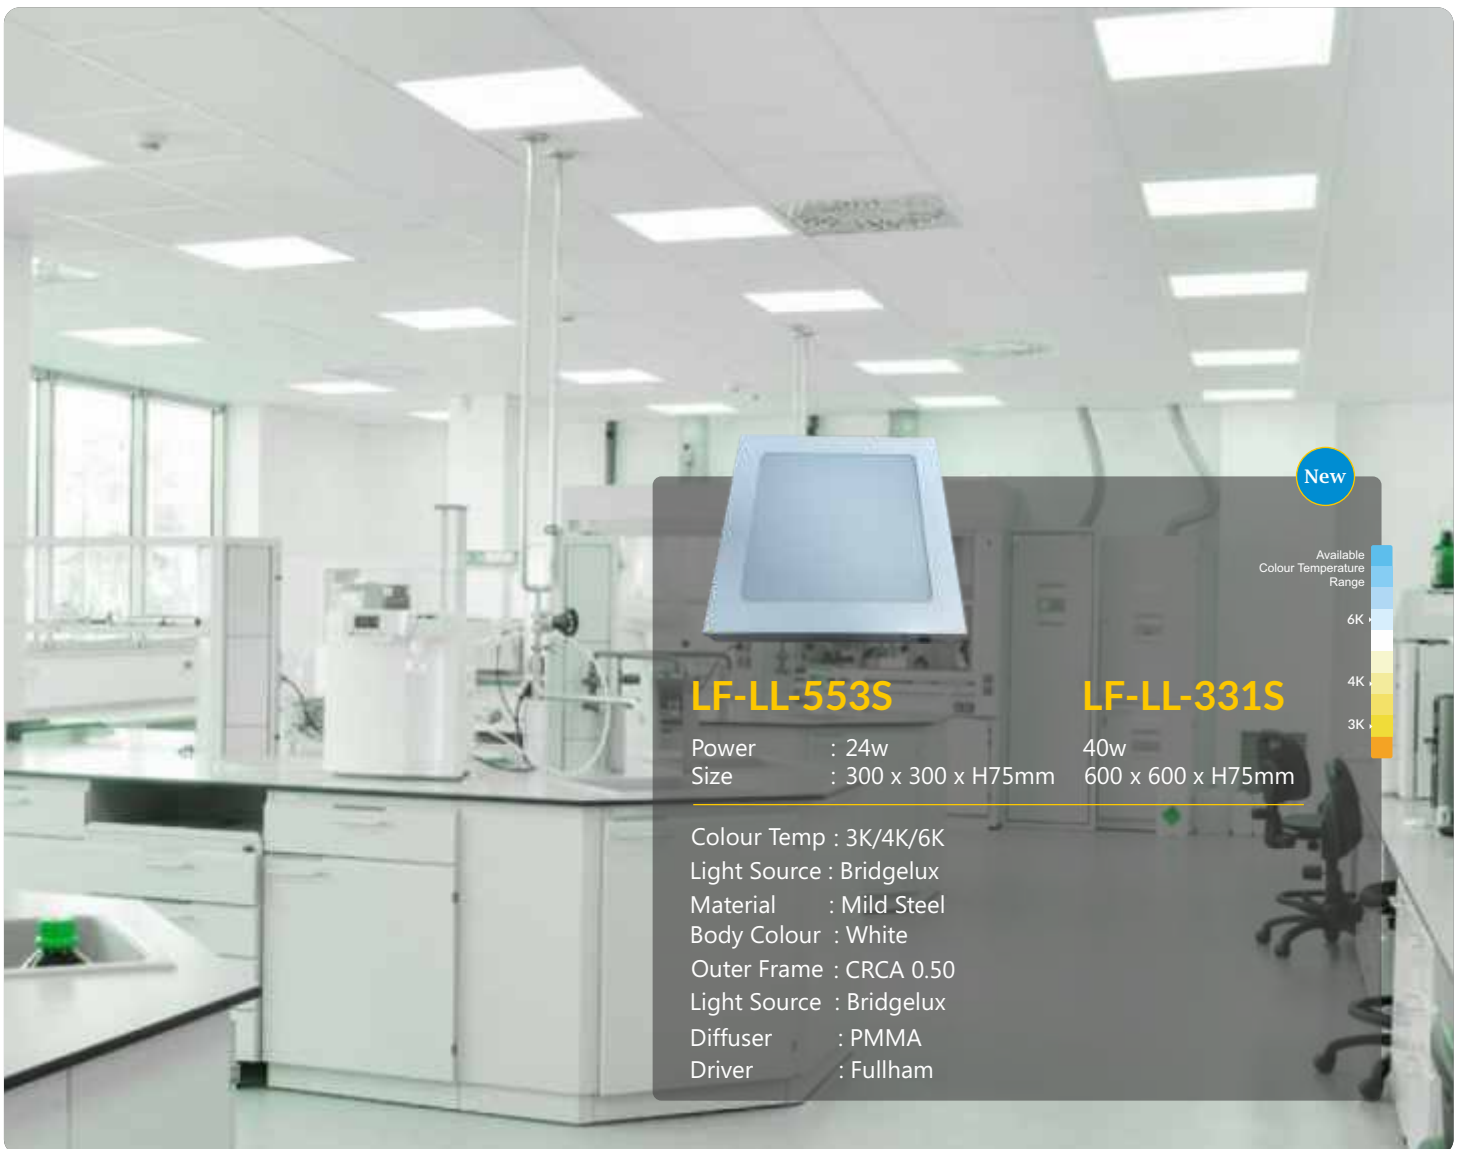 New
Available
Colour Temperature
Range
6K
4K
3K
LF-LL-553S LF-LL-331S
Power : 24w 40w
Size : 300 x 300 x H75mm 600 x 600 x H75mm
Colour Temp : 3K/4K/6K
Light Source : Bridgelux
Material : Mild Steel
Body Colour : White
Outer Frame : CRCA 0.50
Light Source : Bridgelux
Diffuser : PMMA
Driver : Fullham